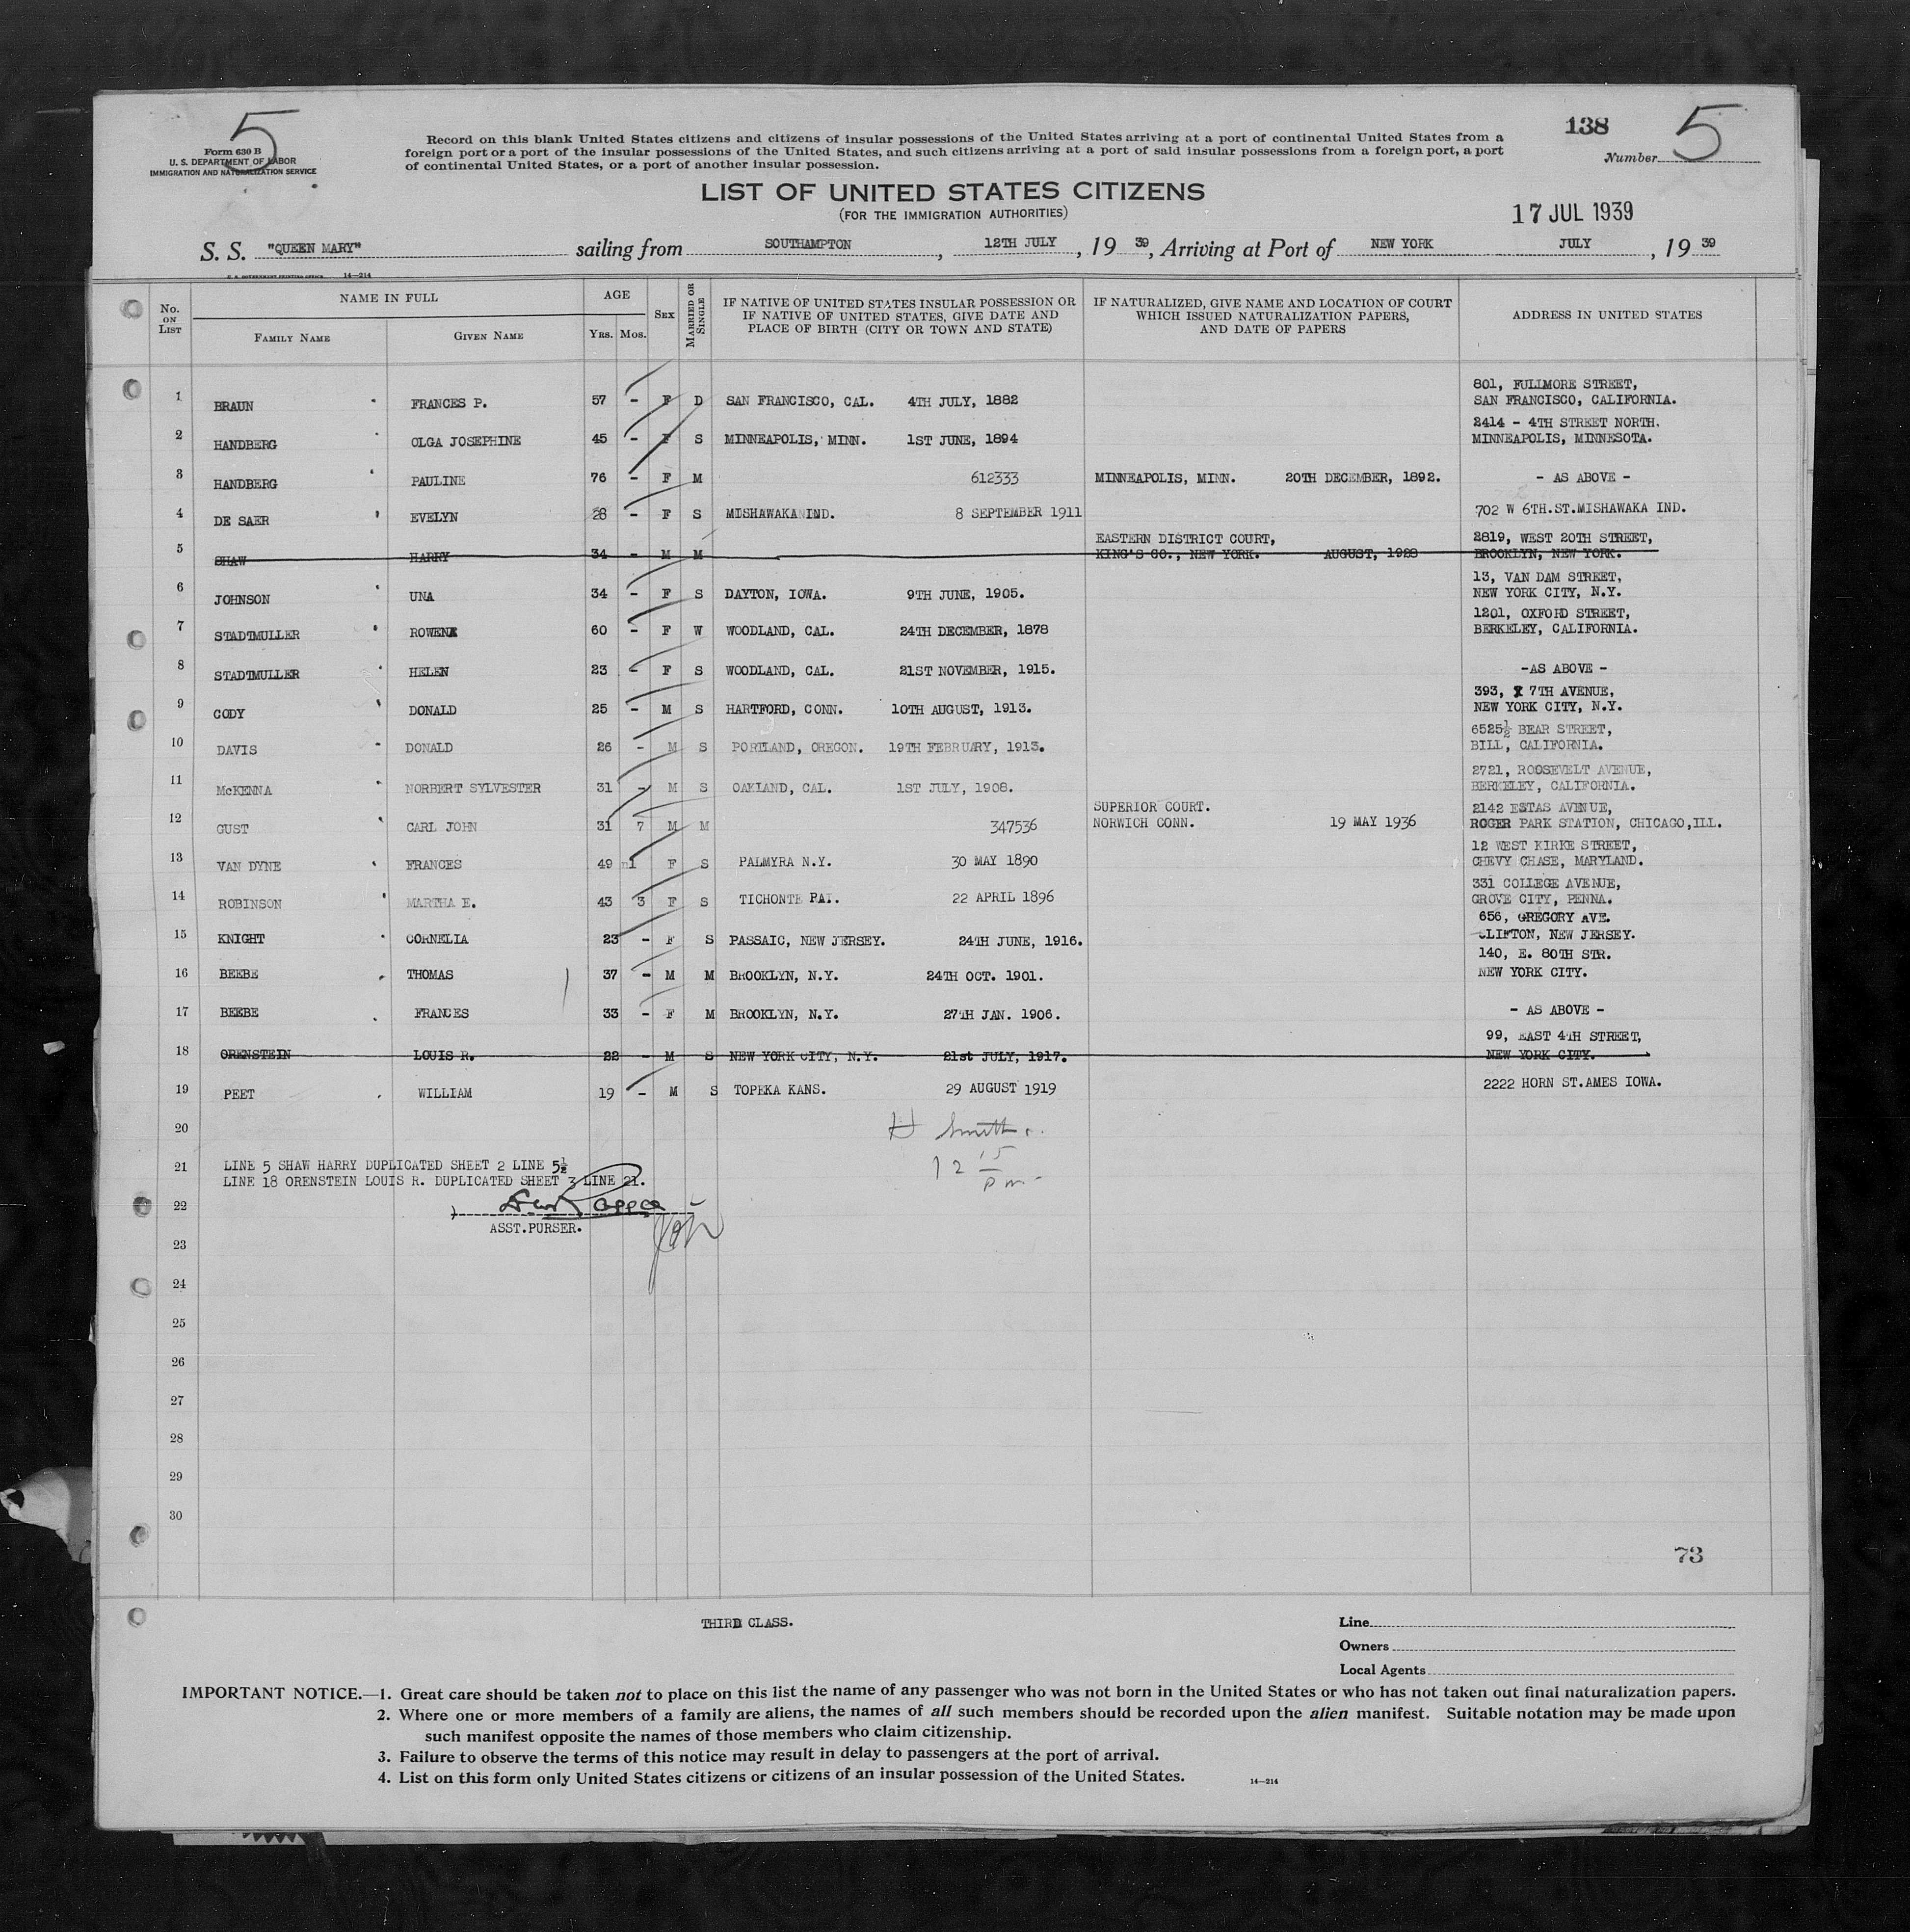 5
Form 630 B
U. S. DEPARTMENT OF LABOR
IMMIGRATION AND NATURALIZATION SERVICE
Record on this blank United States citizens and citizens of insular possessions of the United States arriving at a port of continental United States from a
foreign port or a port of the insular possessions of the United States, and such citizens arriving at a port of said insular possessions from a foreign port, a port
of continental United States, or a port of another insular possession.
138
Number 5
LIST OF UNITED STATES CITIZENS
(FOR THE IMMIGRATION AUTHORITIES)
17 JUL 1939
S. S. "QUEEN MARY" sailing from SOUTHAMPTON, 12TH JULY, 19 39, Arriving at Port of NEW YORK JULY, 19 39
U. S. GOVERNMENT PRINTING OFFICE 14—214
No. ON LIST
NAME IN FULL
FAMILY NAME GIVEN NAME
AGE
YRS. MOS.
SEX
MARRIED OR SINGLE
IF NATIVE OF UNITED STATES INSULAR POSSESSION OR
IF NATIVE OF UNITED STATES, GIVE DATE AND
PLACE OF BIRTH (CITY OR TOWN AND STATE)
IF NATURALIZED, GIVE NAME AND LOCATION OF COURT
WHICH ISSUED NATURALIZATION PAPERS,
AND DATE OF PAPERS
ADDRESS IN UNITED STATES
1 BRAUN FRANCES P. 57 - F D SAN FRANCISCO, CAL. 4TH JULY, 1882 801, FULLMORE STREET,
SAN FRANCISCO, CALIFORNIA.
2 HANDBERG OLGA JOSEPHINE 45 - F S MINNEAPOLIS, MINN. 1ST JUNE, 1894 2414 - 4TH STREET NORTH.
MINNEAPOLIS, MINNESOTA.
3 HANDBERG PAULINE 76 - F M 612333 MINNEAPOLIS, MINN. 20TH DECEMBER, 1892. - AS ABOVE -
4 DE SAER EVELYN 28 - F S MISHAWAKA IND. 8 SEPTEMBER 1911 702 W 6TH.ST.MISHAWAKA IND.
5 SHAW HARRY 34 - M M EASTERN DISTRICT COURT,
KING'S CO., NEW YORK. AUGUST, 1928 2819, WEST 20TH STREET,
BROOKLYN, NEW YORK.
6 JOHNSON UNA 34 - F S DAYTON, IOWA. 9TH JUNE, 1905. 13, VAN DAM STREET,
NEW YORK CITY, N.Y.
7 STADTMULLER ROWENA 60 - F W WOODLAND, CAL. 24TH DECEMBER, 1878 1201, OXFORD STREET,
BERKELEY, CALIFORNIA.
8 STADTMULLER HELEN 23 - F S WOODLAND, CAL. 21ST NOVEMBER, 1915. -AS ABOVE -
9 CODY DONALD 25 - M S HARTFORD, CONN. 10TH AUGUST, 1913. 393, 7TH AVENUE,
NEW YORK CITY, N.Y.
10 DAVIS DONALD 26 - M S PORTLAND, OREGON. 19TH FEBRUARY, 1913. 6525½ BEAR STREET,
BILL, CALIFORNIA.
11 McKENNA NORBERT SYLVESTER 31 - M S OAKLAND, CAL. 1ST JULY, 1908. 2721, ROOSEVELT AVENUE,
BERKELEY, CALIFORNIA.
12 GUST CARL JOHN 31 7 M M 347536 SUPERIOR COURT.
NORWICH CONN. 19 MAY 1936 2142 ESTAS AVENUE,
ROGER PARK STATION, CHICAGO,ILL.
13 VAN DYNE FRANCES 49 1 F S PALMYRA N.Y. 30 MAY 1890 12 WEST KIRKE STREET,
CHEVY CHASE, MARYLAND.
14 ROBINSON MARTHA E. 43 3 F S TICHONTE PA. 22 APRIL 1896 331 COLLEGE AVENUE,
GROVE CITY, PENNA.
15 KNIGHT CORNELIA 23 - F S PASSAIC, NEW JERSEY. 24TH JUNE, 1916. 656, GREGORY AVE.
CLIFTON, NEW JERSEY.
16 BEEBE THOMAS 37 - M M BROOKLYN, N.Y. 24TH OCT. 1901. 140, E. 80TH STR.
NEW YORK CITY.
17 BEEBE FRANCES 33 - F M BROOKLYN, N.Y. 27TH JAN. 1906. - AS ABOVE -
18 ORENSTEIN LOUIS R. 22 - M S NEW YORK CITY, N.Y. 21st JULY, 1917. 99, EAST 4TH STREET,
NEW YORK CITY.
19 PEET WILLIAM 19 - M S TOPEKA KANS. 29 AUGUST 1919 2222 HORN ST.AMES IOWA.
20 H Smith
21 LINE 5 SHAW HARRY DUPLICATED SHEET 2 LINE 5½
LINE 18 ORENSTEIN LOUIS R. DUPLICATED SHEET 3 LINE 21.
12 15 pm
22
ASST.PURSER.
23
24
25
26
27
28
29
30
73
THIRD CLASS.
Line
Owners
Local Agents
IMPORTANT NOTICE.—1. Great care should be taken not to place on this list the name of any passenger who was not born in the United States or who has not taken out final naturalization papers.
2. Where one or more members of a family are aliens, the names of all such members should be recorded upon the alien manifest. Suitable notation may be made upon
such manifest opposite the names of those members who claim citizenship.
3. Failure to observe the terms of this notice may result in delay to passengers at the port of arrival.
4. List on this form only United States citizens or citizens of an insular possession of the United States.
14—214